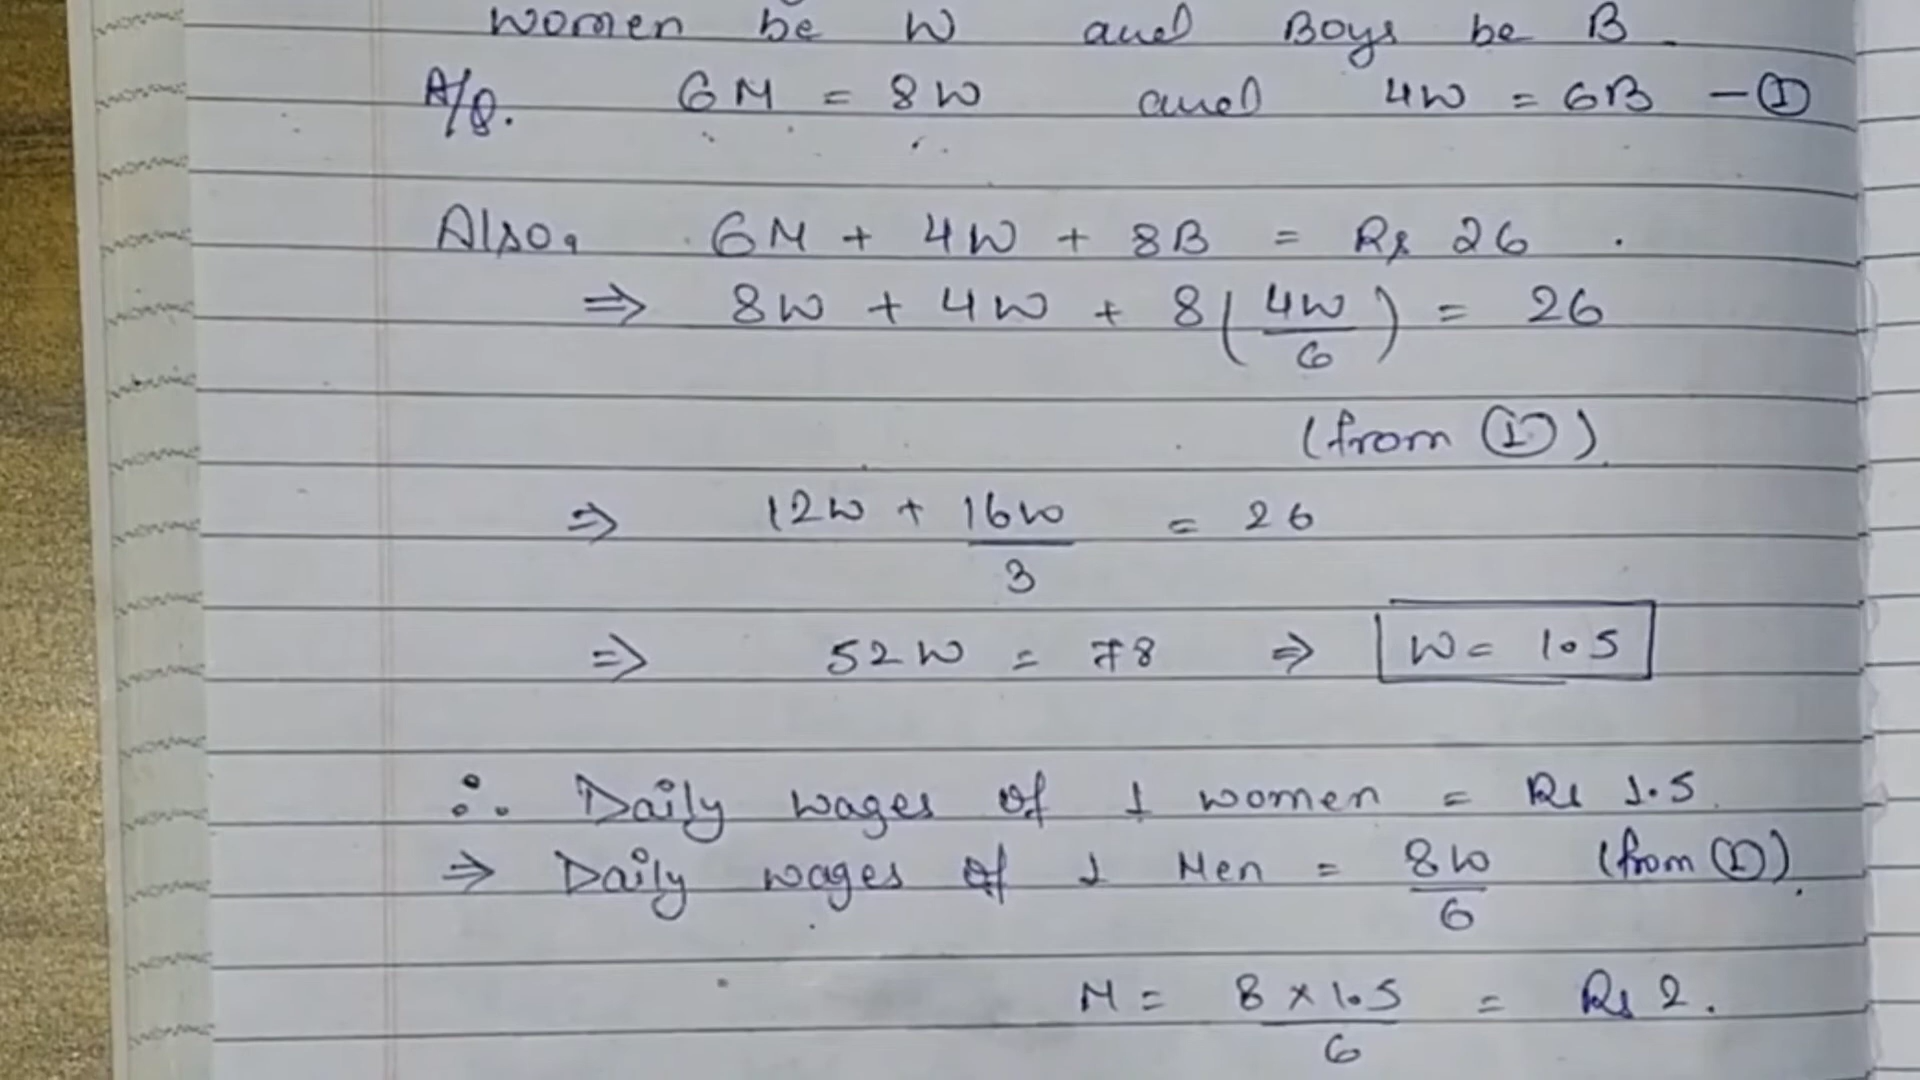 Women be W and Boys be B
A/Q. 6M = 8W and 4W = 6B - (I)
Also, 6M + 4W + 8B = Rs 26.
⇒ 8W + 4W + 8(4W/6) = 26
(from (I))
⇒ 12W + 16W/3 = 26
⇒ 52W = 78 ⇒ W = 1.5
∴ Daily wages of 1 women = Rs 1.5
⇒ Daily wages of 1 Men = 8W/6 (from (I)).
M = 8 × 1.5/6 = Rs 2.